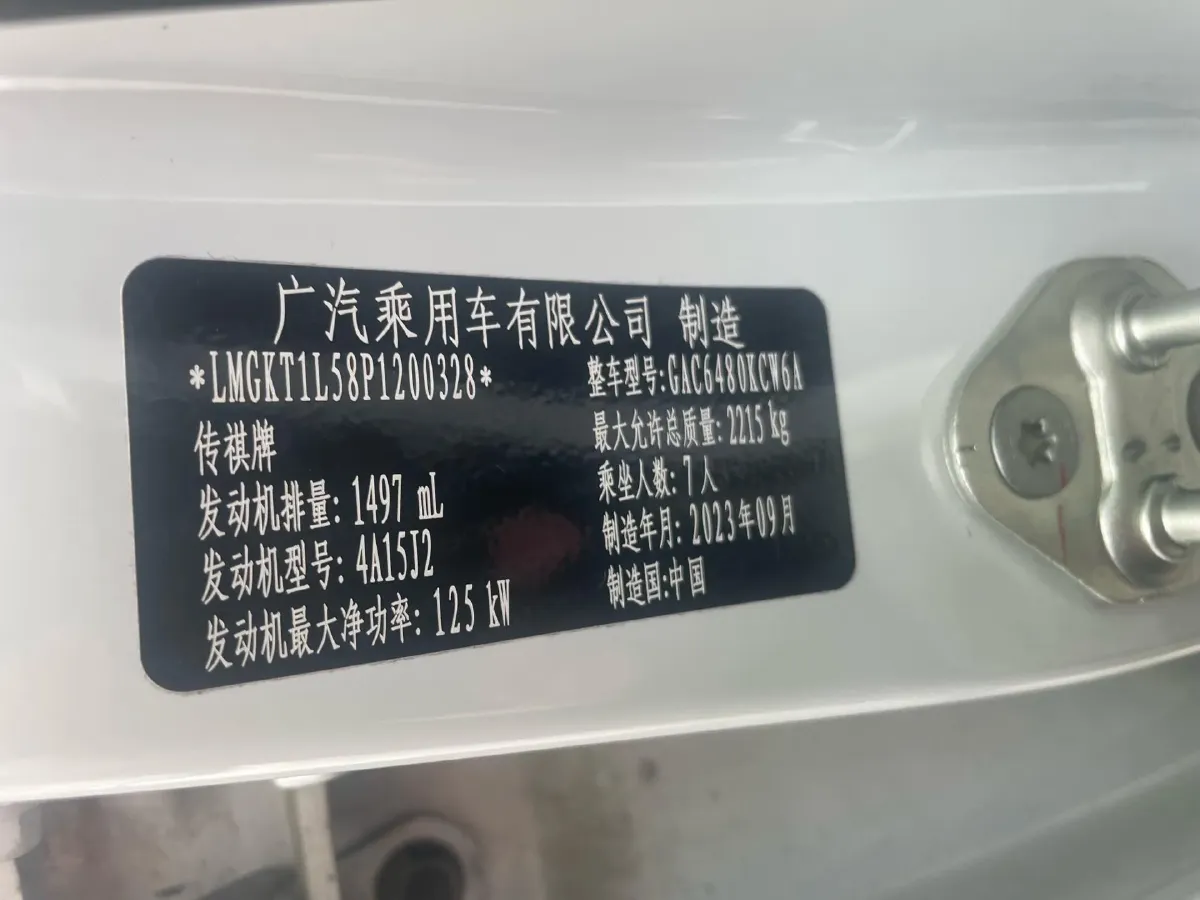 广汽乘用车有限公司 制造
*LMGKT1L58P1200328*
传祺牌
发动机排量: 1497 mL
发动机型号: 4A15J2
发动机最大净功率: 125 kW
整车型号:GAC6480KCW6A
最大允许总质量: 2215 kg
乘坐人数: 7人
制造年月: 2023年09月
制造国:中国